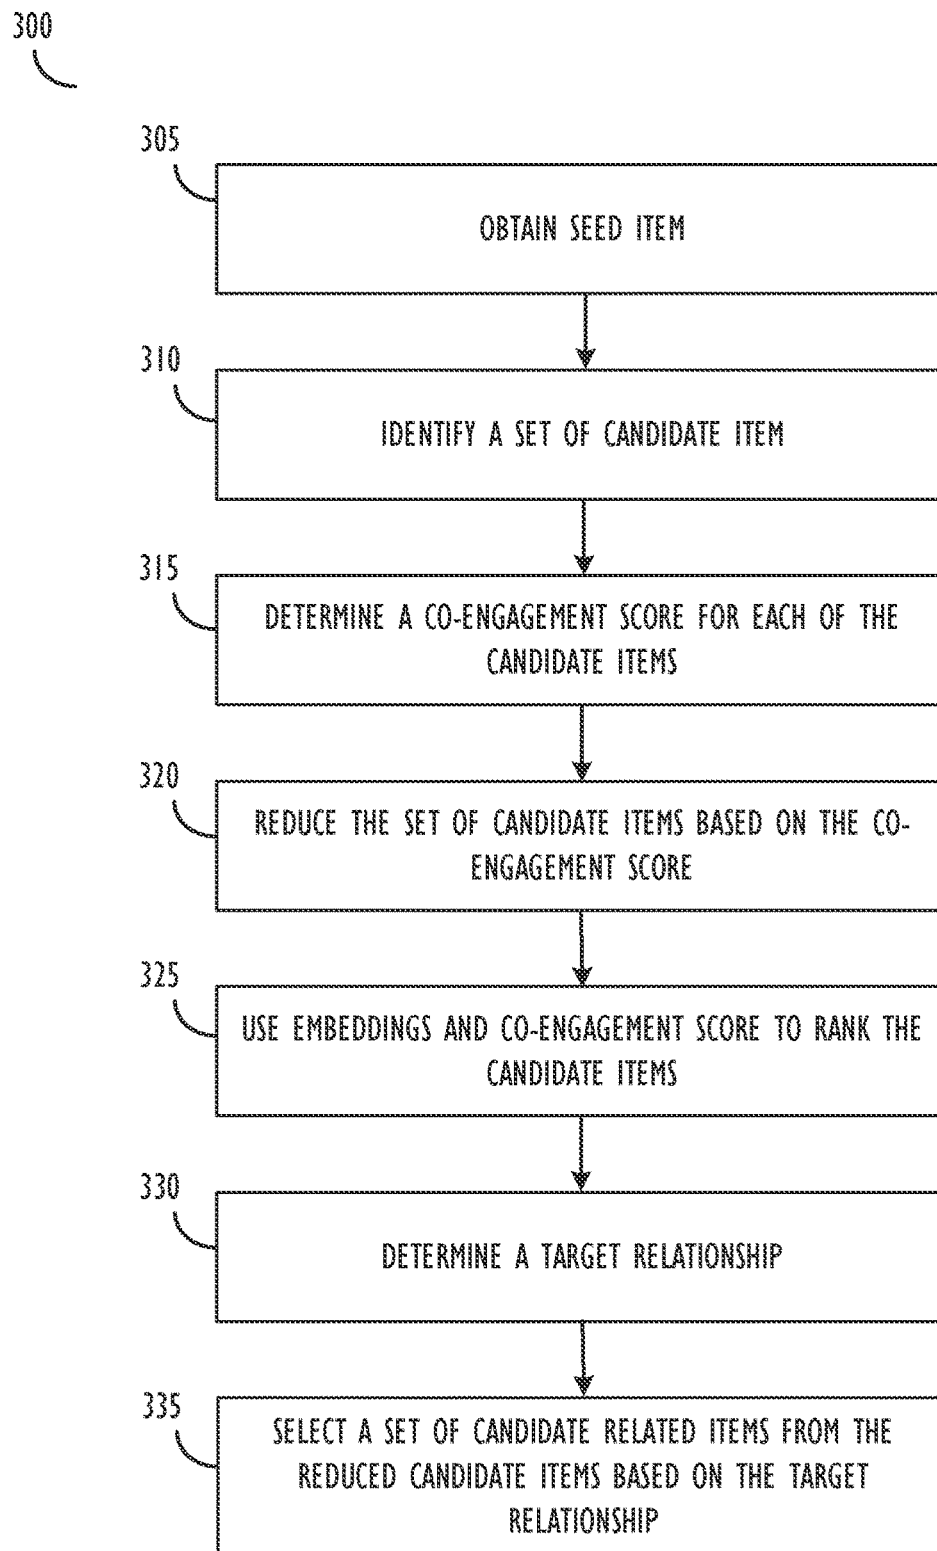 300
305
OBTAIN SEED ITEM
310
IDENTIFY A SET OF CANDIDATE ITEM
315
DETERMINE A CO-ENGAGEMENT SCORE FOR EACH OF THE
CANDIDATE ITEMS
320
REDUCE THE SET OF CANDIDATE ITEMS BASED ON THE CO-
ENGAGEMENT SCORE
325
USE EMBEDDINGS AND CO-ENGAGEMENT SCORE TO RANK THE
CANDIDATE ITEMS
330
DETERMINE A TARGET RELATIONSHIP
335
SELECT A SET OF CANDIDATE RELATED ITEMS FROM THE
REDUCED CANDIDATE ITEMS BASED ON THE TARGET
RELATIONSHIP